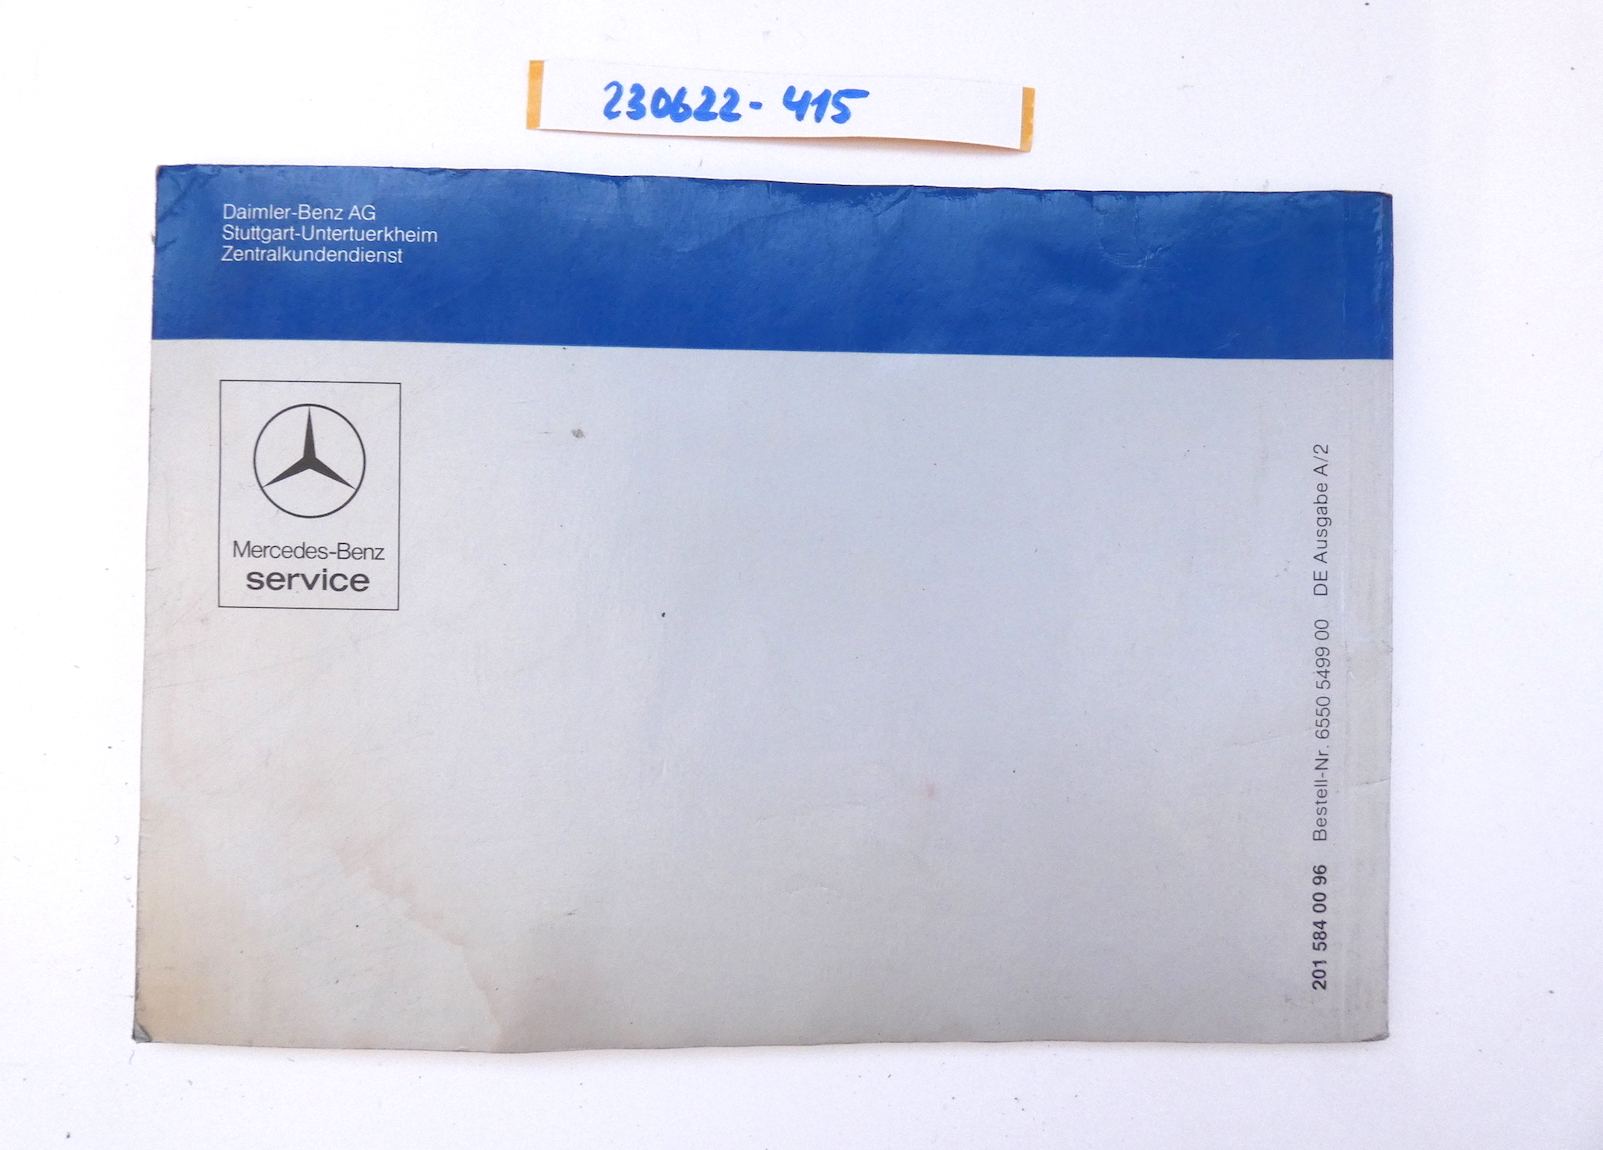 230622-415
Daimler-Benz AG
Stuttgart-Untertuerkheim
Zentralkundendienst
Mercedes-Benz
service
201 584 00 96 Bestell-Nr. 6550 5499 00 DE Ausgabe A/2